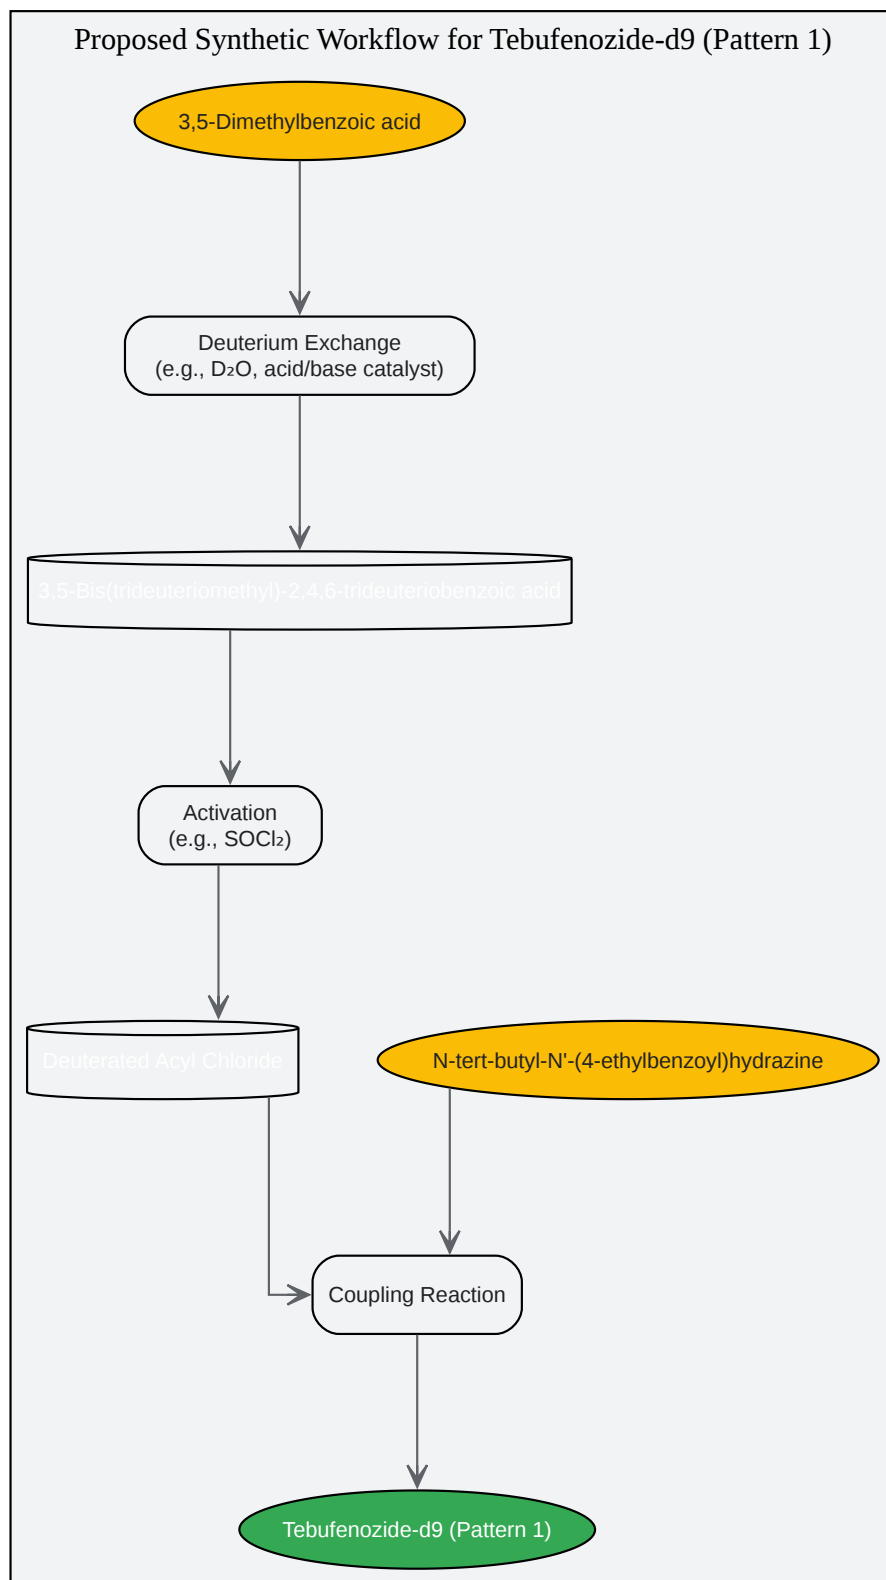 Proposed Synthetic Workflow for Tebufenozide-d9 (Pattern 1)
3,5-Dimethylbenzoic acid
Deuterium Exchange
(e.g., D₂O, acid/base catalyst)
3,5-Bis(trideuteriomethyl)-2,4,6-trideuteriobenzoic acid
Activation
(e.g., SOCl₂)
Deuterated Acyl Chloride
N-tert-butyl-N'-(4-ethylbenzoyl)hydrazine
Coupling Reaction
Tebufenozide-d9 (Pattern 1)